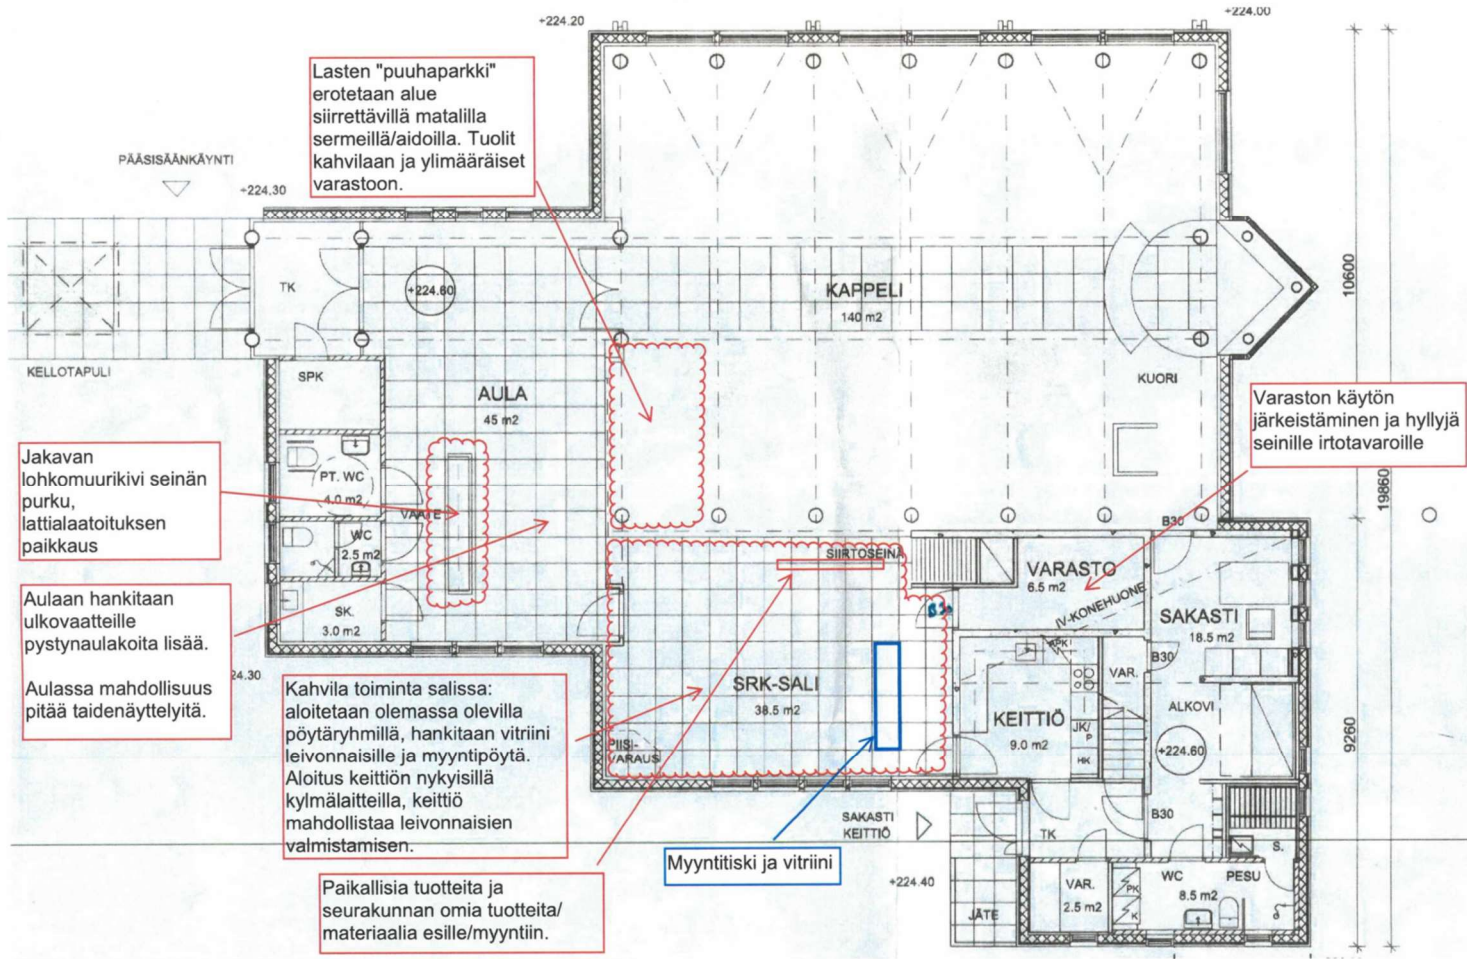 +224.20
+224.00
Lasten "puuhaparkki"
erotetaan alue
siirrettävillä matalilla
sermeillä/aidoilla. Tuolit
kahvilaan ja ylimääräiset
varastoon.
PÄÄSISÄÄNKÄYNTI
+224.30
TK
+224.60
KAPPELI
140 m2
10600
KELLOTAPULI
SPK
AULA
45 m2
KUORI
Varaston käytön
järkeistäminen ja hyllyjä
seinille irtotavaroille
Jakavan
lohkomuurikivi seinän
purku,
lattialaatoituksen
paikkaus
PT. WC
4.0 m2
VAATE
WC
2.5 m2
19860
B30
SIIRTOSEINÄ
VARASTO
6.5 m2
IV-KONEHUONE
SAKASTI
18.5 m2
B30
Aulaan hankitaan
ulkovaatteille
pystynaulakoita lisää.
Aulassa mahdollisuus
pitää taidenäyttelyitä.
SK.
3.0 m2
24.30
APK
B30
VAR.
Kahvila toiminta salissa:
aloitetaan olemassa olevilla
pöytäryhmillä, hankitaan vitriini
leivonnaisille ja myyntipöytä.
Aloitus keittiön nykyisillä
kylmälaitteilla, keittiö
mahdollistaa leivonnaisien
valmistamisen.
SRK-SALI
38.5 m2
PIISI-
VARAUS
KEITTIÖ
9.0 m2
JK/
P
HK
ALKOVI
+224.60
9260
SAKASTI
KEITTIÖ
TK
B30
S.
Myyntitiski ja vitriini
+224.40
Paikallisia tuotteita ja
seurakunnan omia tuotteita/
materiaalia esille/myyntiin.
JÄTE
VAR.
2.5 m2
PK
K
WC
PESU
8.5 m2